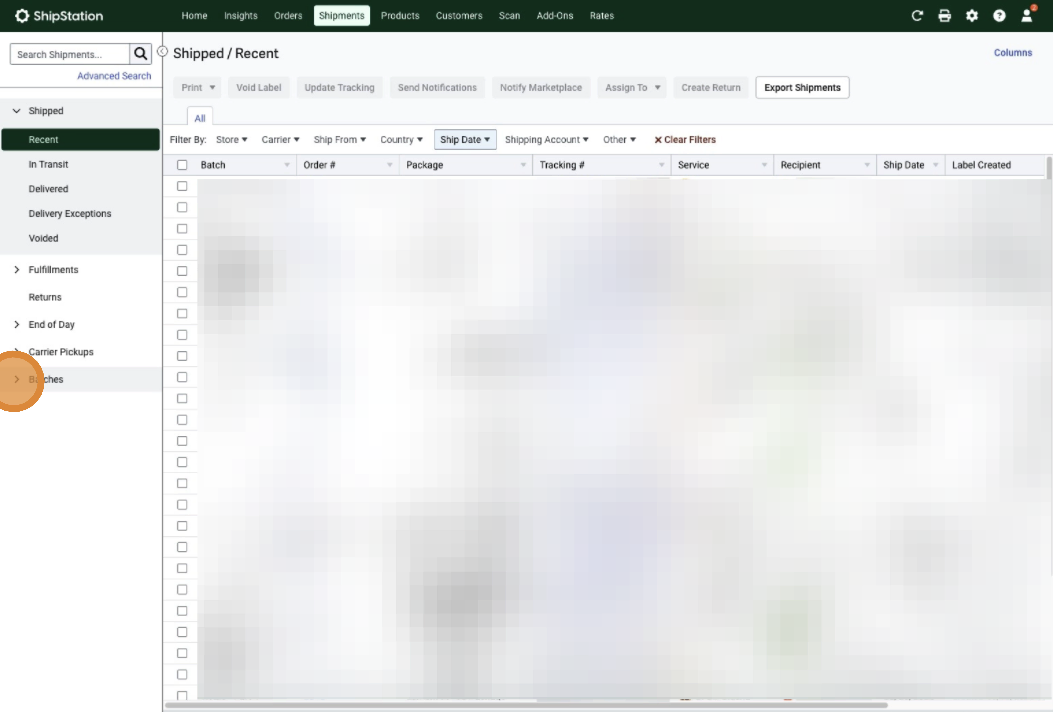 ShipStation Home Insights Orders Shipments Products Customers Scan Add-Ons Rates 2
Search Shipments...
Advanced Search
Shipped
Recent
In Transit
Delivered
Delivery Exceptions
Voided
Fulfillments
Returns
End of Day
Carrier Pickups
Batches
Shipped / Recent Columns
Print Void Label Update Tracking Send Notifications Notify Marketplace Assign To Create Return Export Shipments
All
Filter By: Store Carrier Ship From Country Ship Date Shipping Account Other Clear Filters
Batch Order # Package Tracking # Service Recipient Ship Date Label Created